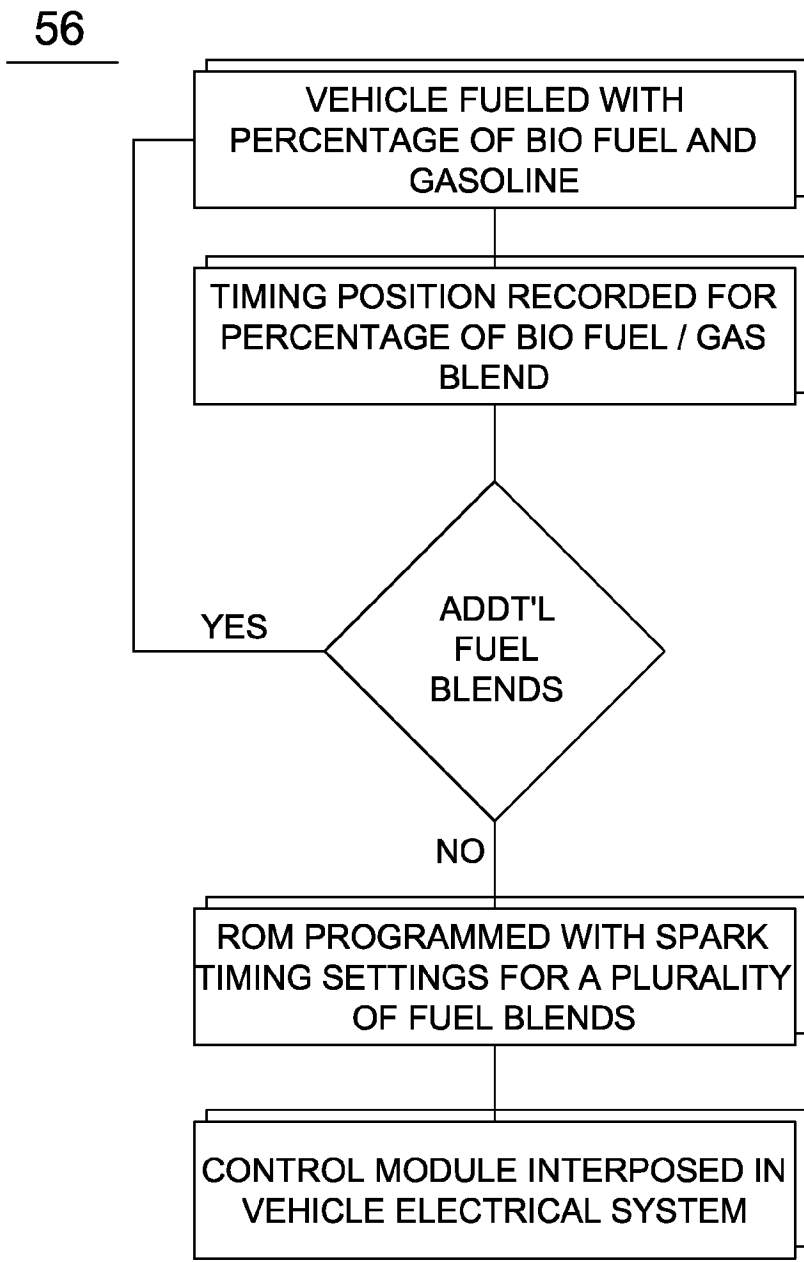 56
VEHICLE FUELED WITH
PERCENTAGE OF BIO FUEL AND
GASOLINE
TIMING POSITION RECORDED FOR
PERCENTAGE OF BIO FUEL / GAS
BLEND
YES
ADDT'L
FUEL
BLENDS
NO
ROM PROGRAMMED WITH SPARK
TIMING SETTINGS FOR A PLURALITY
OF FUEL BLENDS
CONTROL MODULE INTERPOSED IN
VEHICLE ELECTRICAL SYSTEM